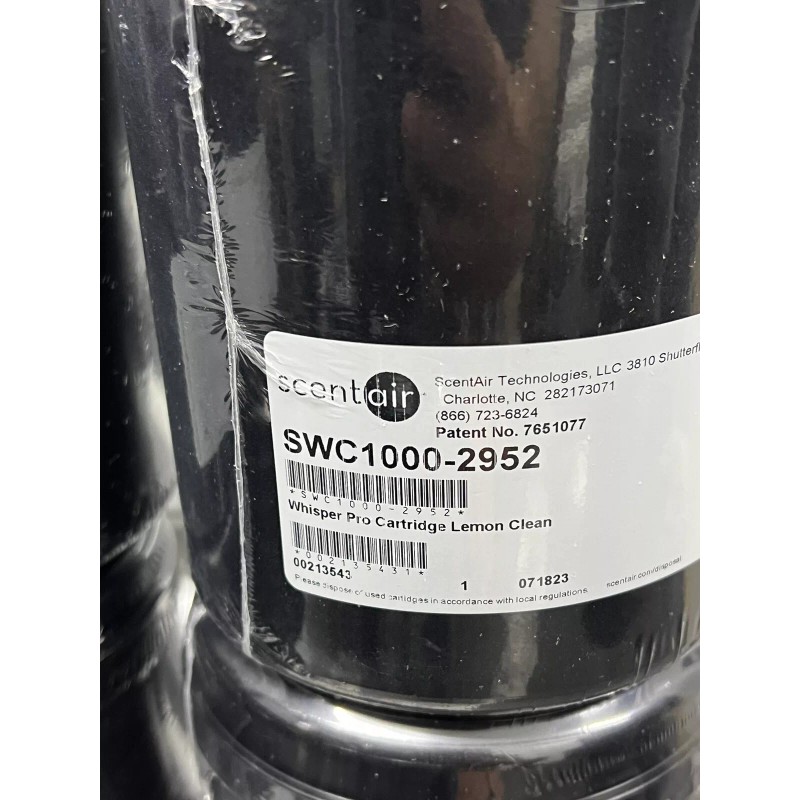 scentair
ScentAir Technologies, LLC 3810 Shutterfl
Charlotte, NC 282173071
(866) 723-6824
Patent No. 7651077
SWC1000-2952
*SWC1000-2952*
Whisper Pro Cartridge Lemon Clean
*002135431*
00213543
1 071823
Please dispose of used cartidges in accordance with local regulations. scentair.com/disposal